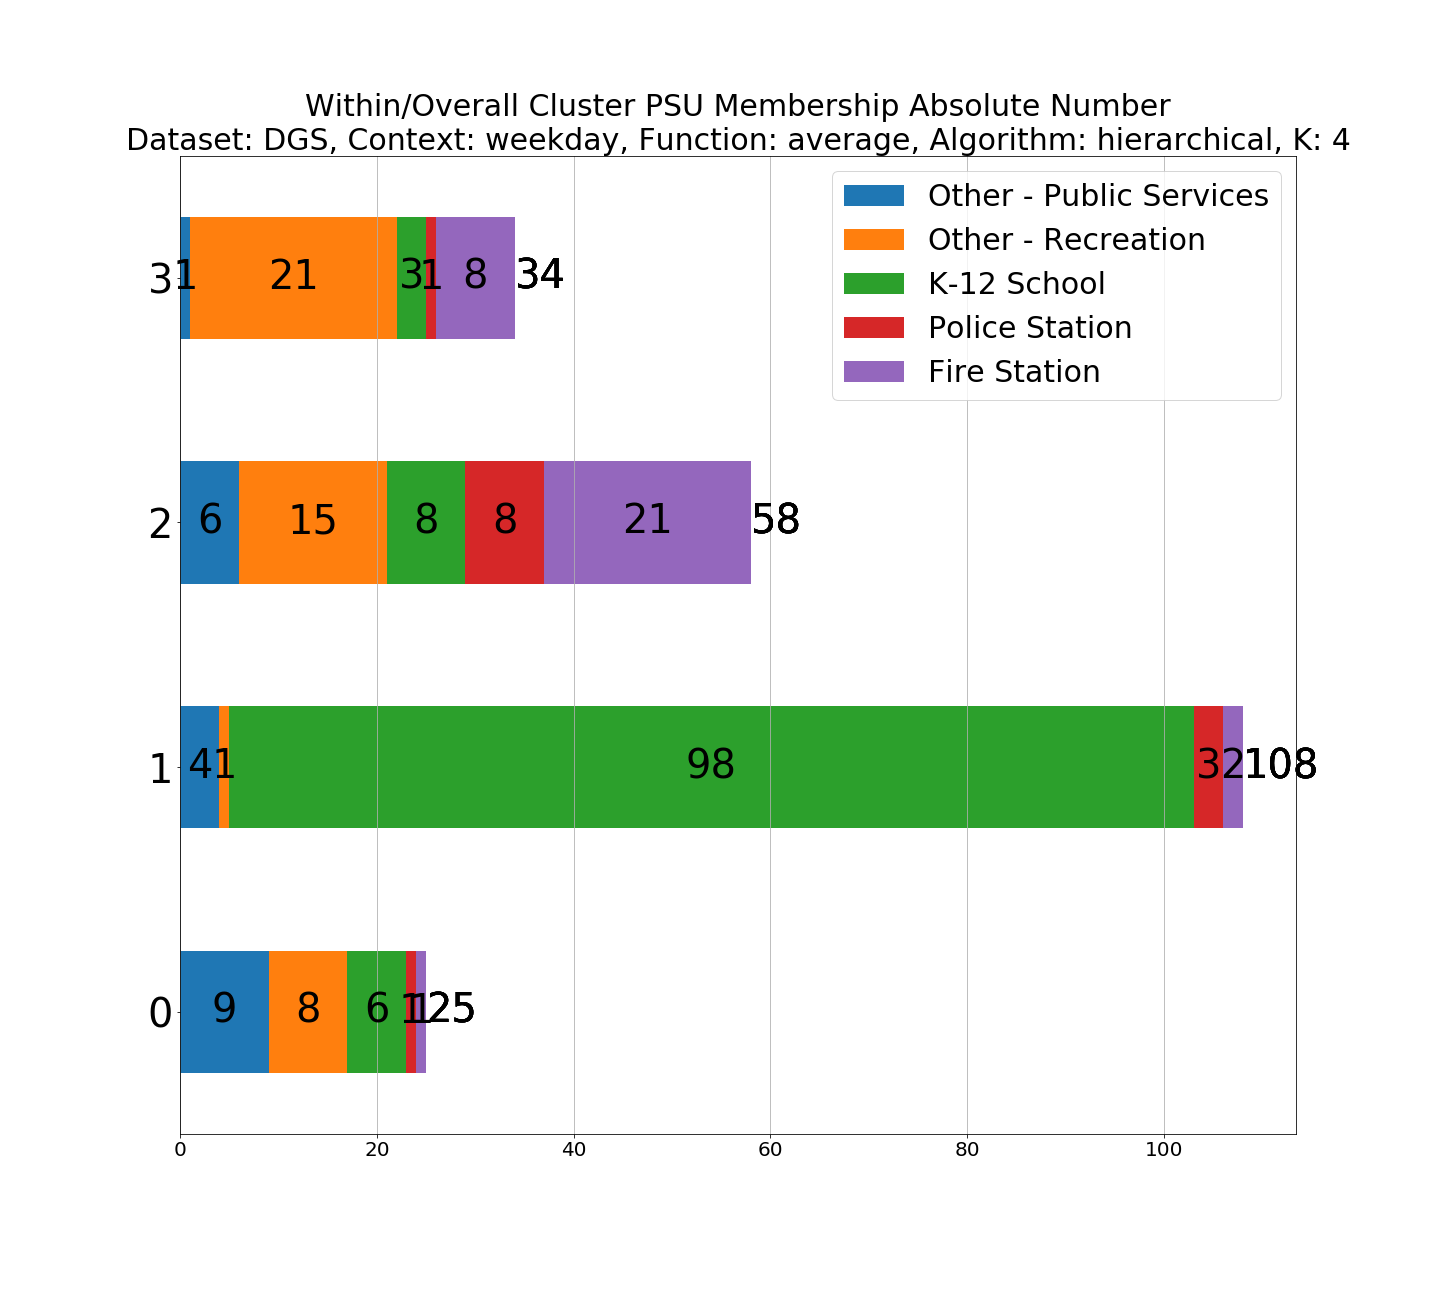 Within/Overall Cluster PSU Membership Absolute Number
Dataset: DGS, Context: weekday, Function: average, Algorithm: hierarchical, K: 4
Other - Public Services
Other - Recreation
K-12 School
Police Station
Fire Station
3 1 21 3 1 8 34
2 6 15 8 8 21 58
1 4 1 98 3 2 108
0 9 8 6 1 1 25
0 20 40 60 80 100